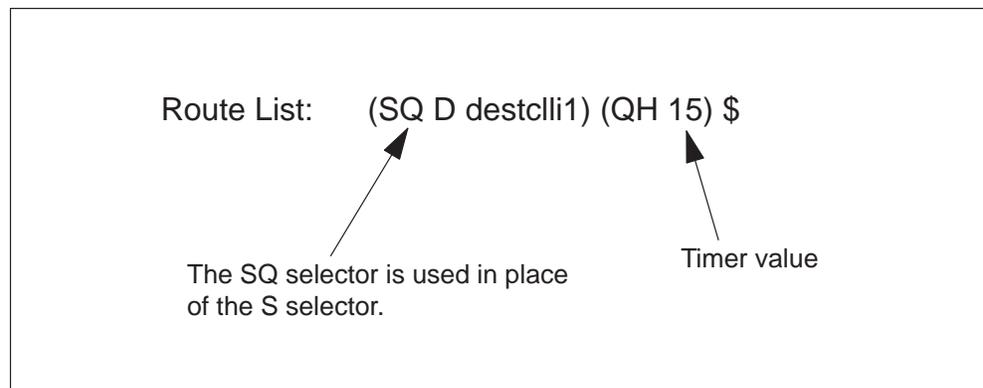 Route List: (SQ D destclli1) (QH 15) $
The SQ selector is used in place
of the S selector.
Timer value